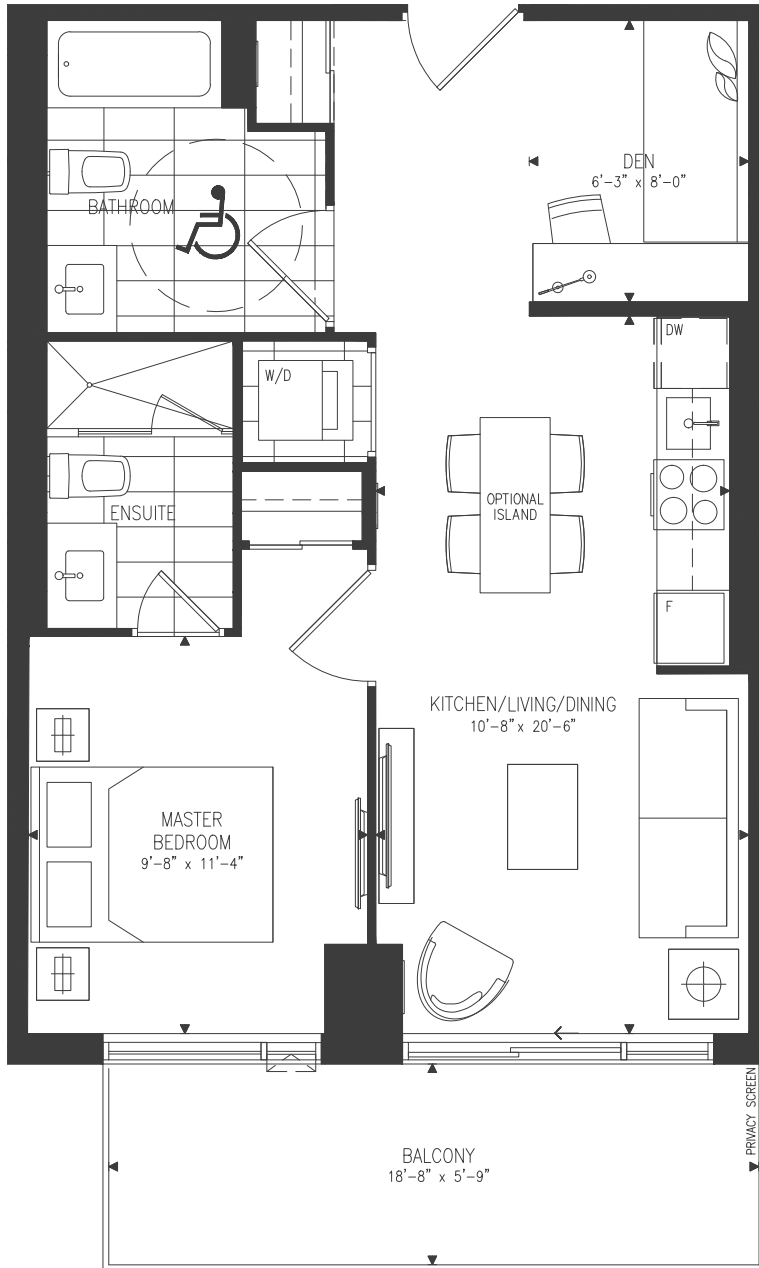 DEN
6'-3" x 8'-0"
BATHROOM
DW
W/D
OPTIONAL
ISLAND
ENSUITE
F
KITCHEN/LIVING/DINING
10'-8" x 20'-6"
MASTER
BEDROOM
9'-8" x 11'-4"
PRIVACY SCREEN
BALCONY
18'-8" x 5'-9"